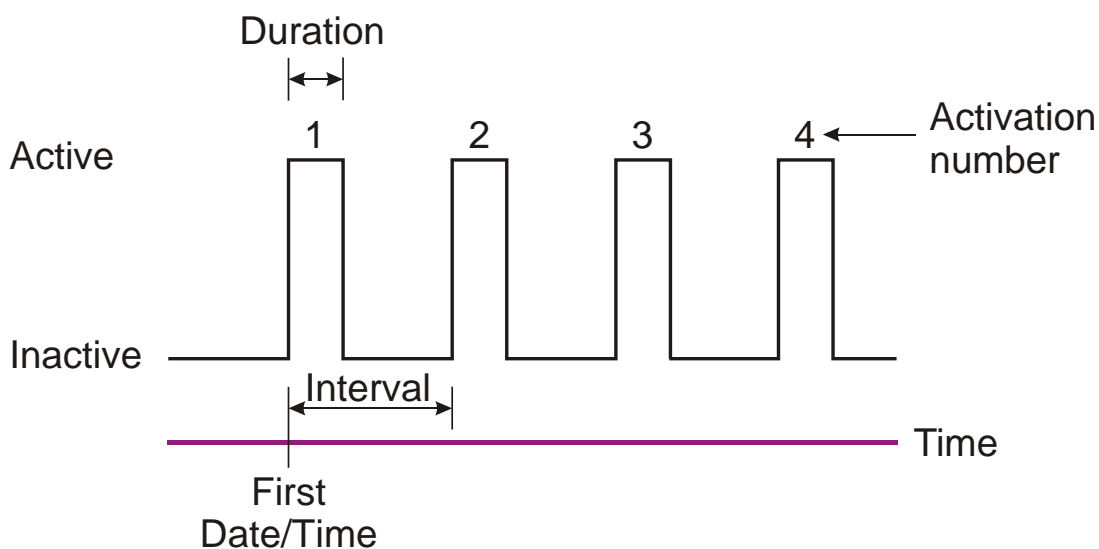 Duration
1
2
3
4
Activation
number
Active
Inactive
Interval
Time
First
Date/Time